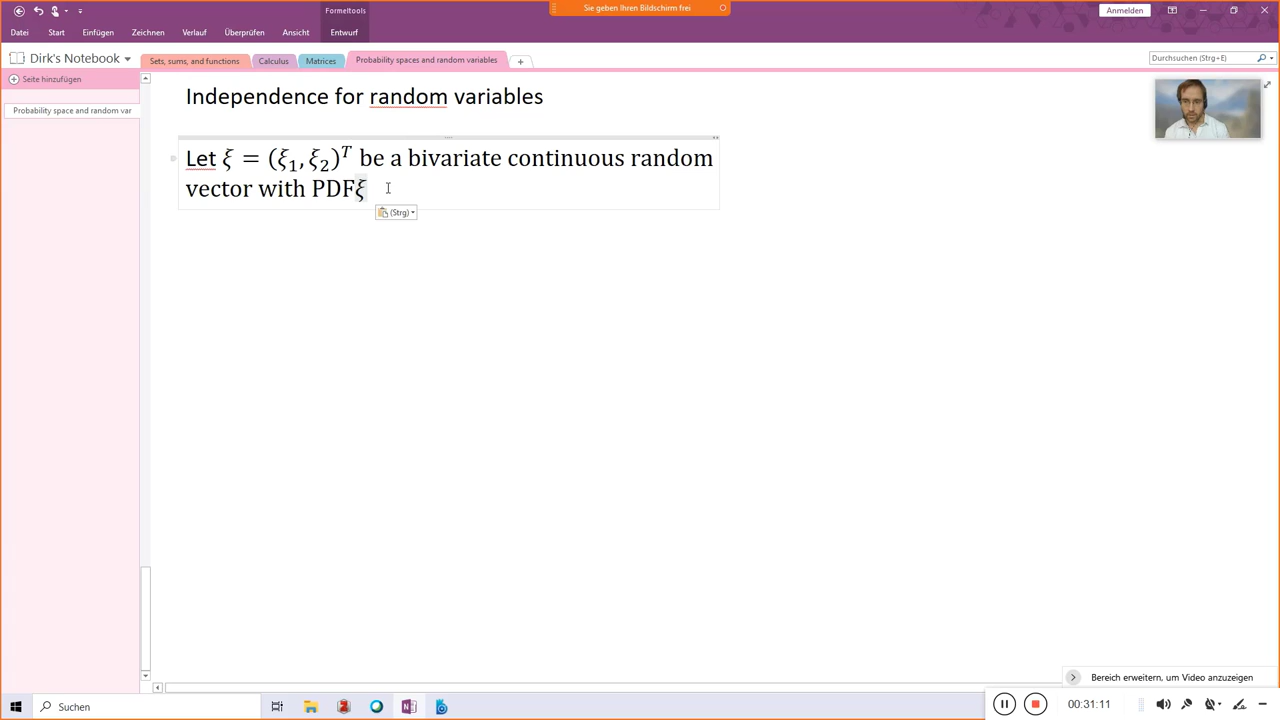 Formeltools
Sie geben Ihren Bildschirm frei
Anmelden
Datei Start Einfügen Zeichnen Verlauf Überprüfen Ansicht Entwurf
Dirk's Notebook
Sets, sums, and functions Calculus Matrices Probability spaces and random variables +
Durchsuchen (Strg+E)
Seite hinzufügen
Probability space and random var
Independence for random variables
Let ξ = (ξ₁, ξ₂)ᵀ be a bivariate continuous random
vector with PDFξ
(Strg)
Bereich erweitern, um Video anzuzeigen
Suchen
00:31:11